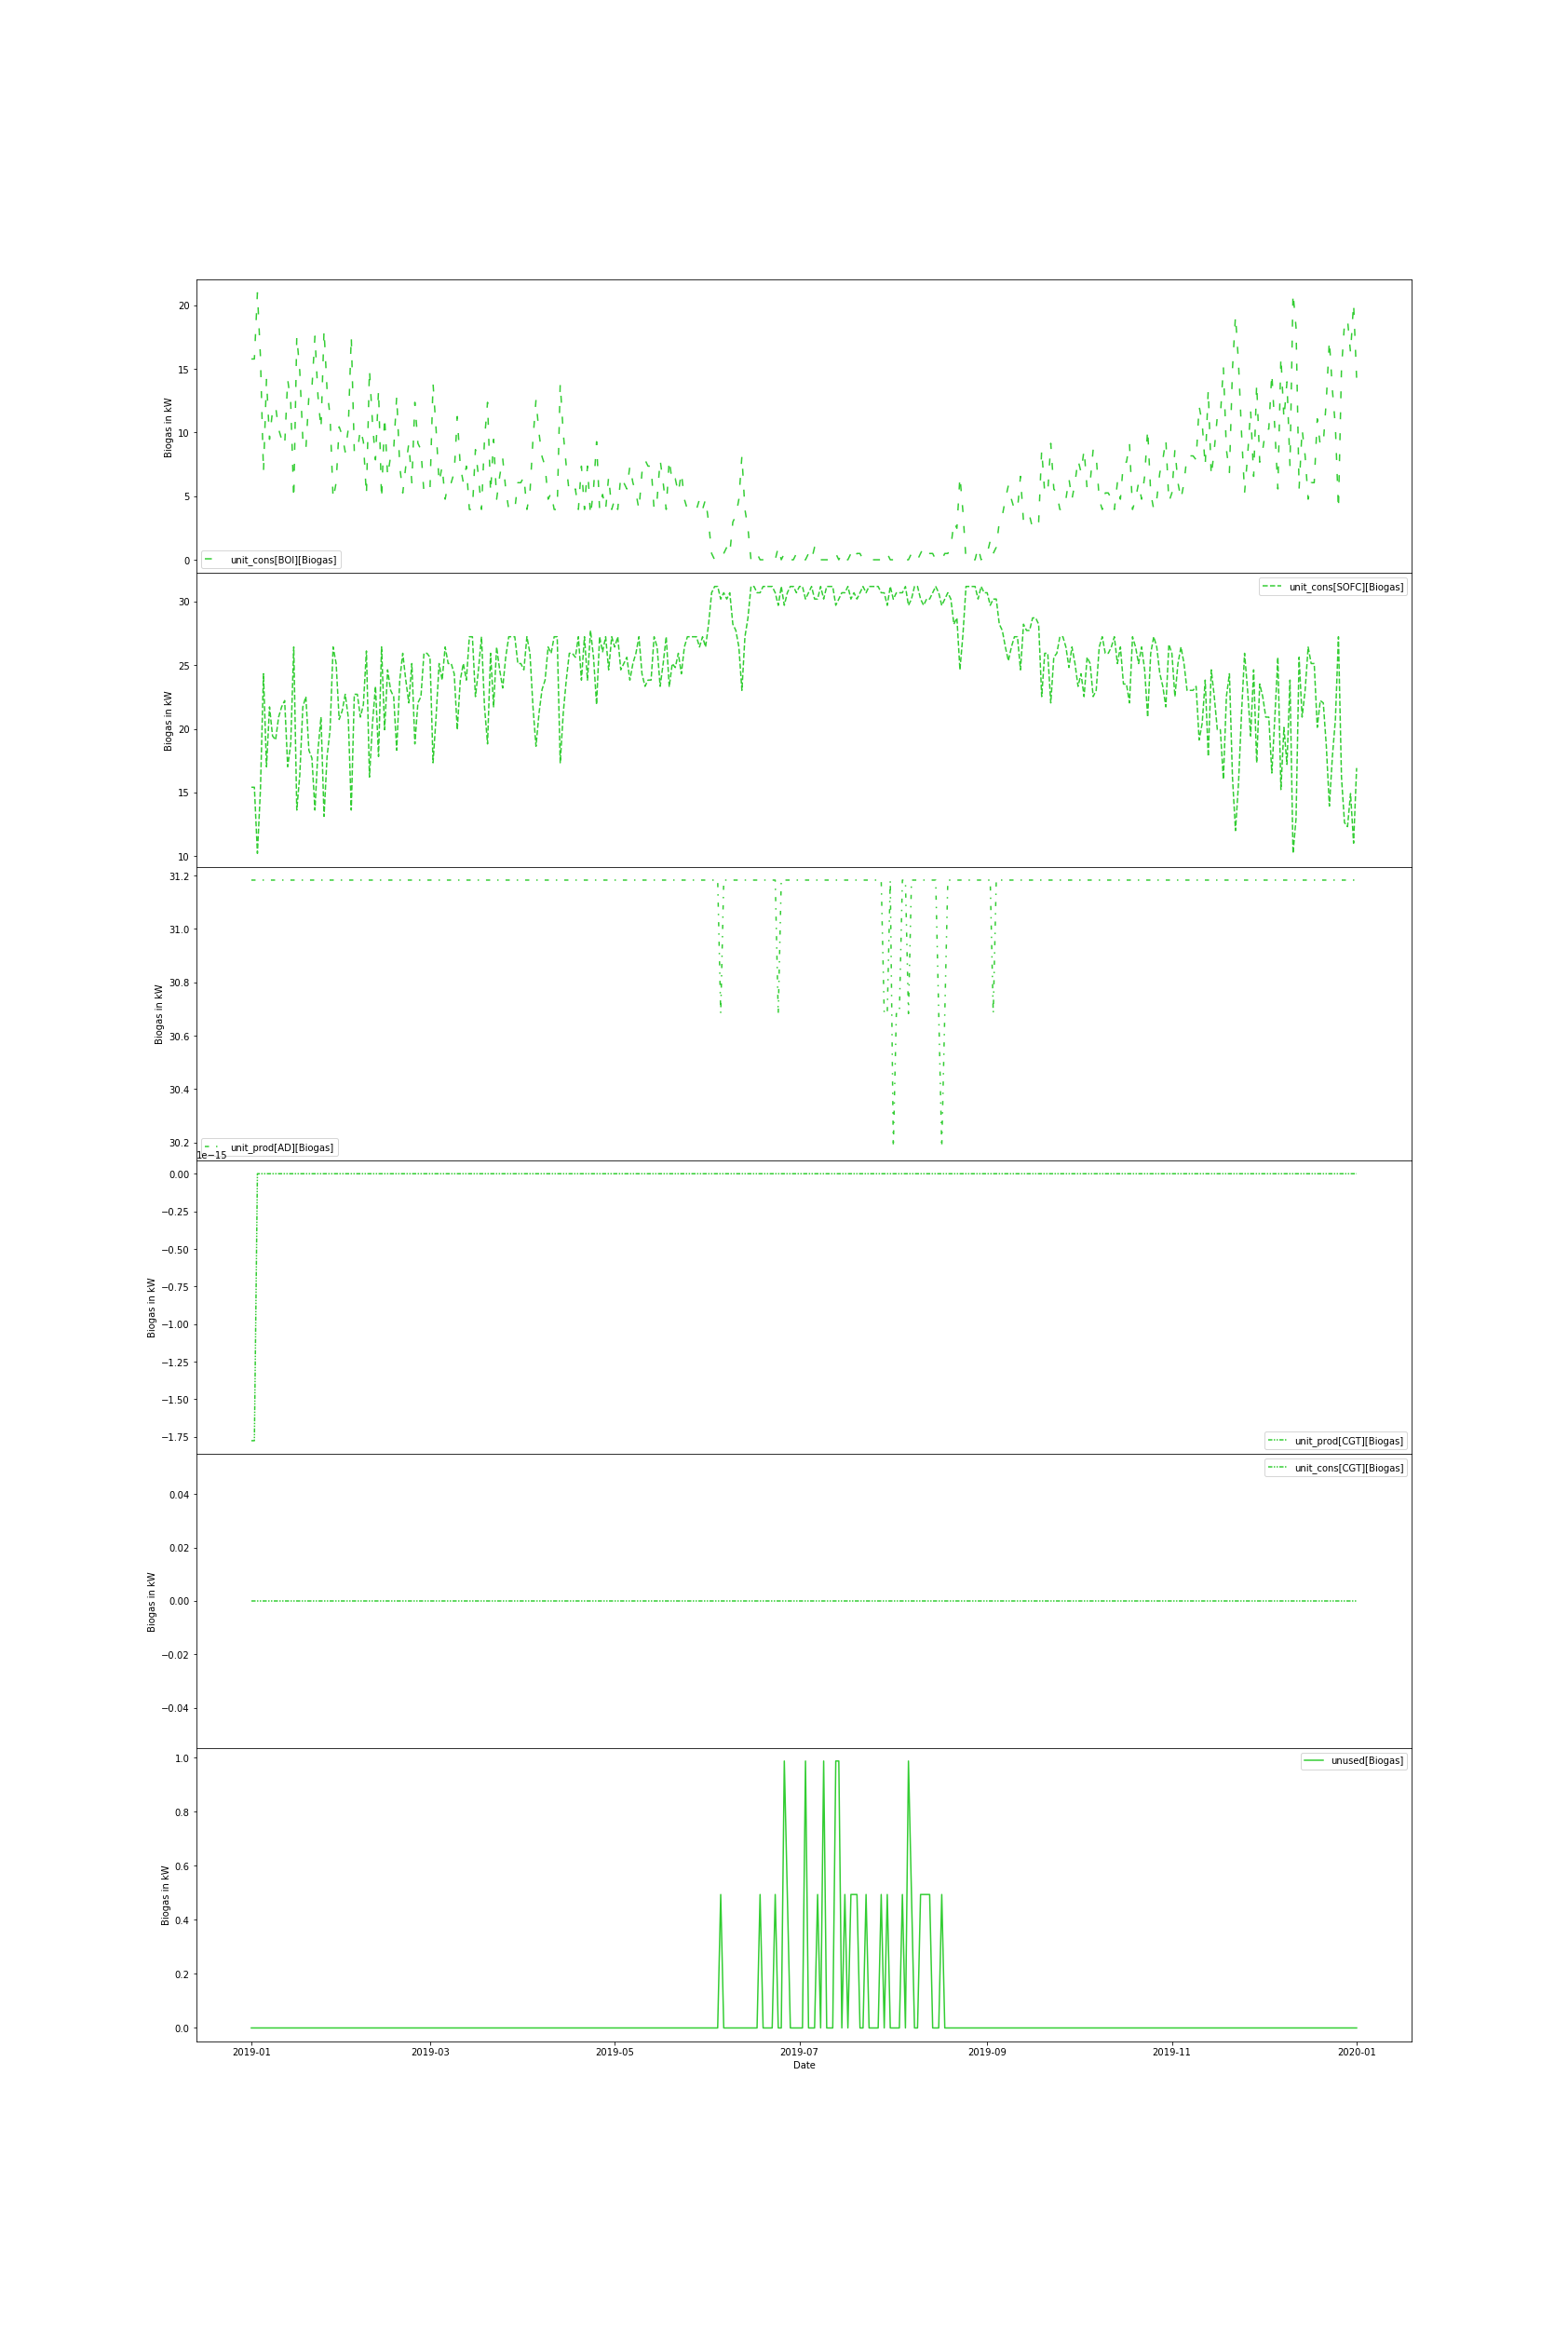 20
15
10
5
0
Biogas in kW
unit_cons[BOI][Biogas]
30
25
20
15
10
Biogas in kW
unit_cons[SOFC][Biogas]
31.2
31.0
30.8
30.6
30.4
30.2
Biogas in kW
unit_prod[AD][Biogas]
1e−15
0.00
−0.25
−0.50
−0.75
−1.00
−1.25
−1.50
−1.75
Biogas in kW
unit_prod[CGT][Biogas]
0.04
0.02
0.00
−0.02
−0.04
Biogas in kW
unit_cons[CGT][Biogas]
1.0
0.8
0.6
0.4
0.2
0.0
Biogas in kW
unused[Biogas]
2019-01 2019-03 2019-05 2019-07 2019-09 2019-11 2020-01
Date